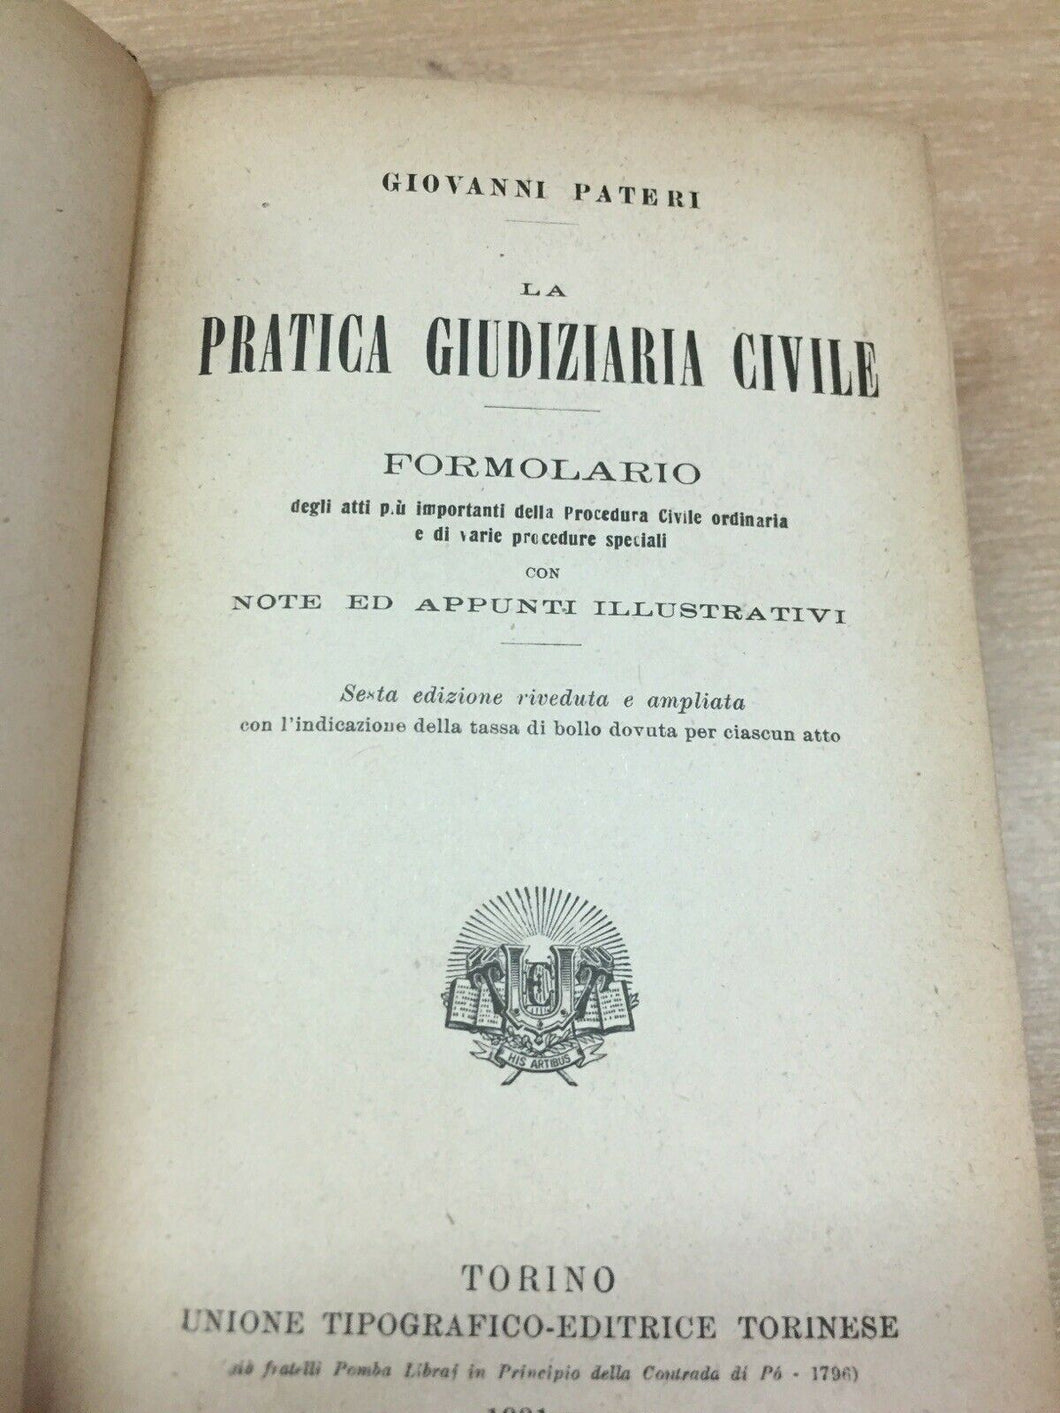 GIOVANNI PATERI
LA
PRATICA GIUDIZIARIA CIVILE
FORMOLARIO
degli atti p.ù importanti della Procedura Civile ordinaria
e di varie procedure speciali
CON
NOTE ED APPUNTI ILLUSTRATIVI
Sesta edizione riveduta e ampliata
con l'indicazione della tassa di bollo dovuta per ciascun atto
UTET
HIS ARTIBUS
TORINO
UNIONE TIPOGRAFICO-EDITRICE TORINESE
fratelli Pomba Librai in Principio della Contrada di Pó - 1796)